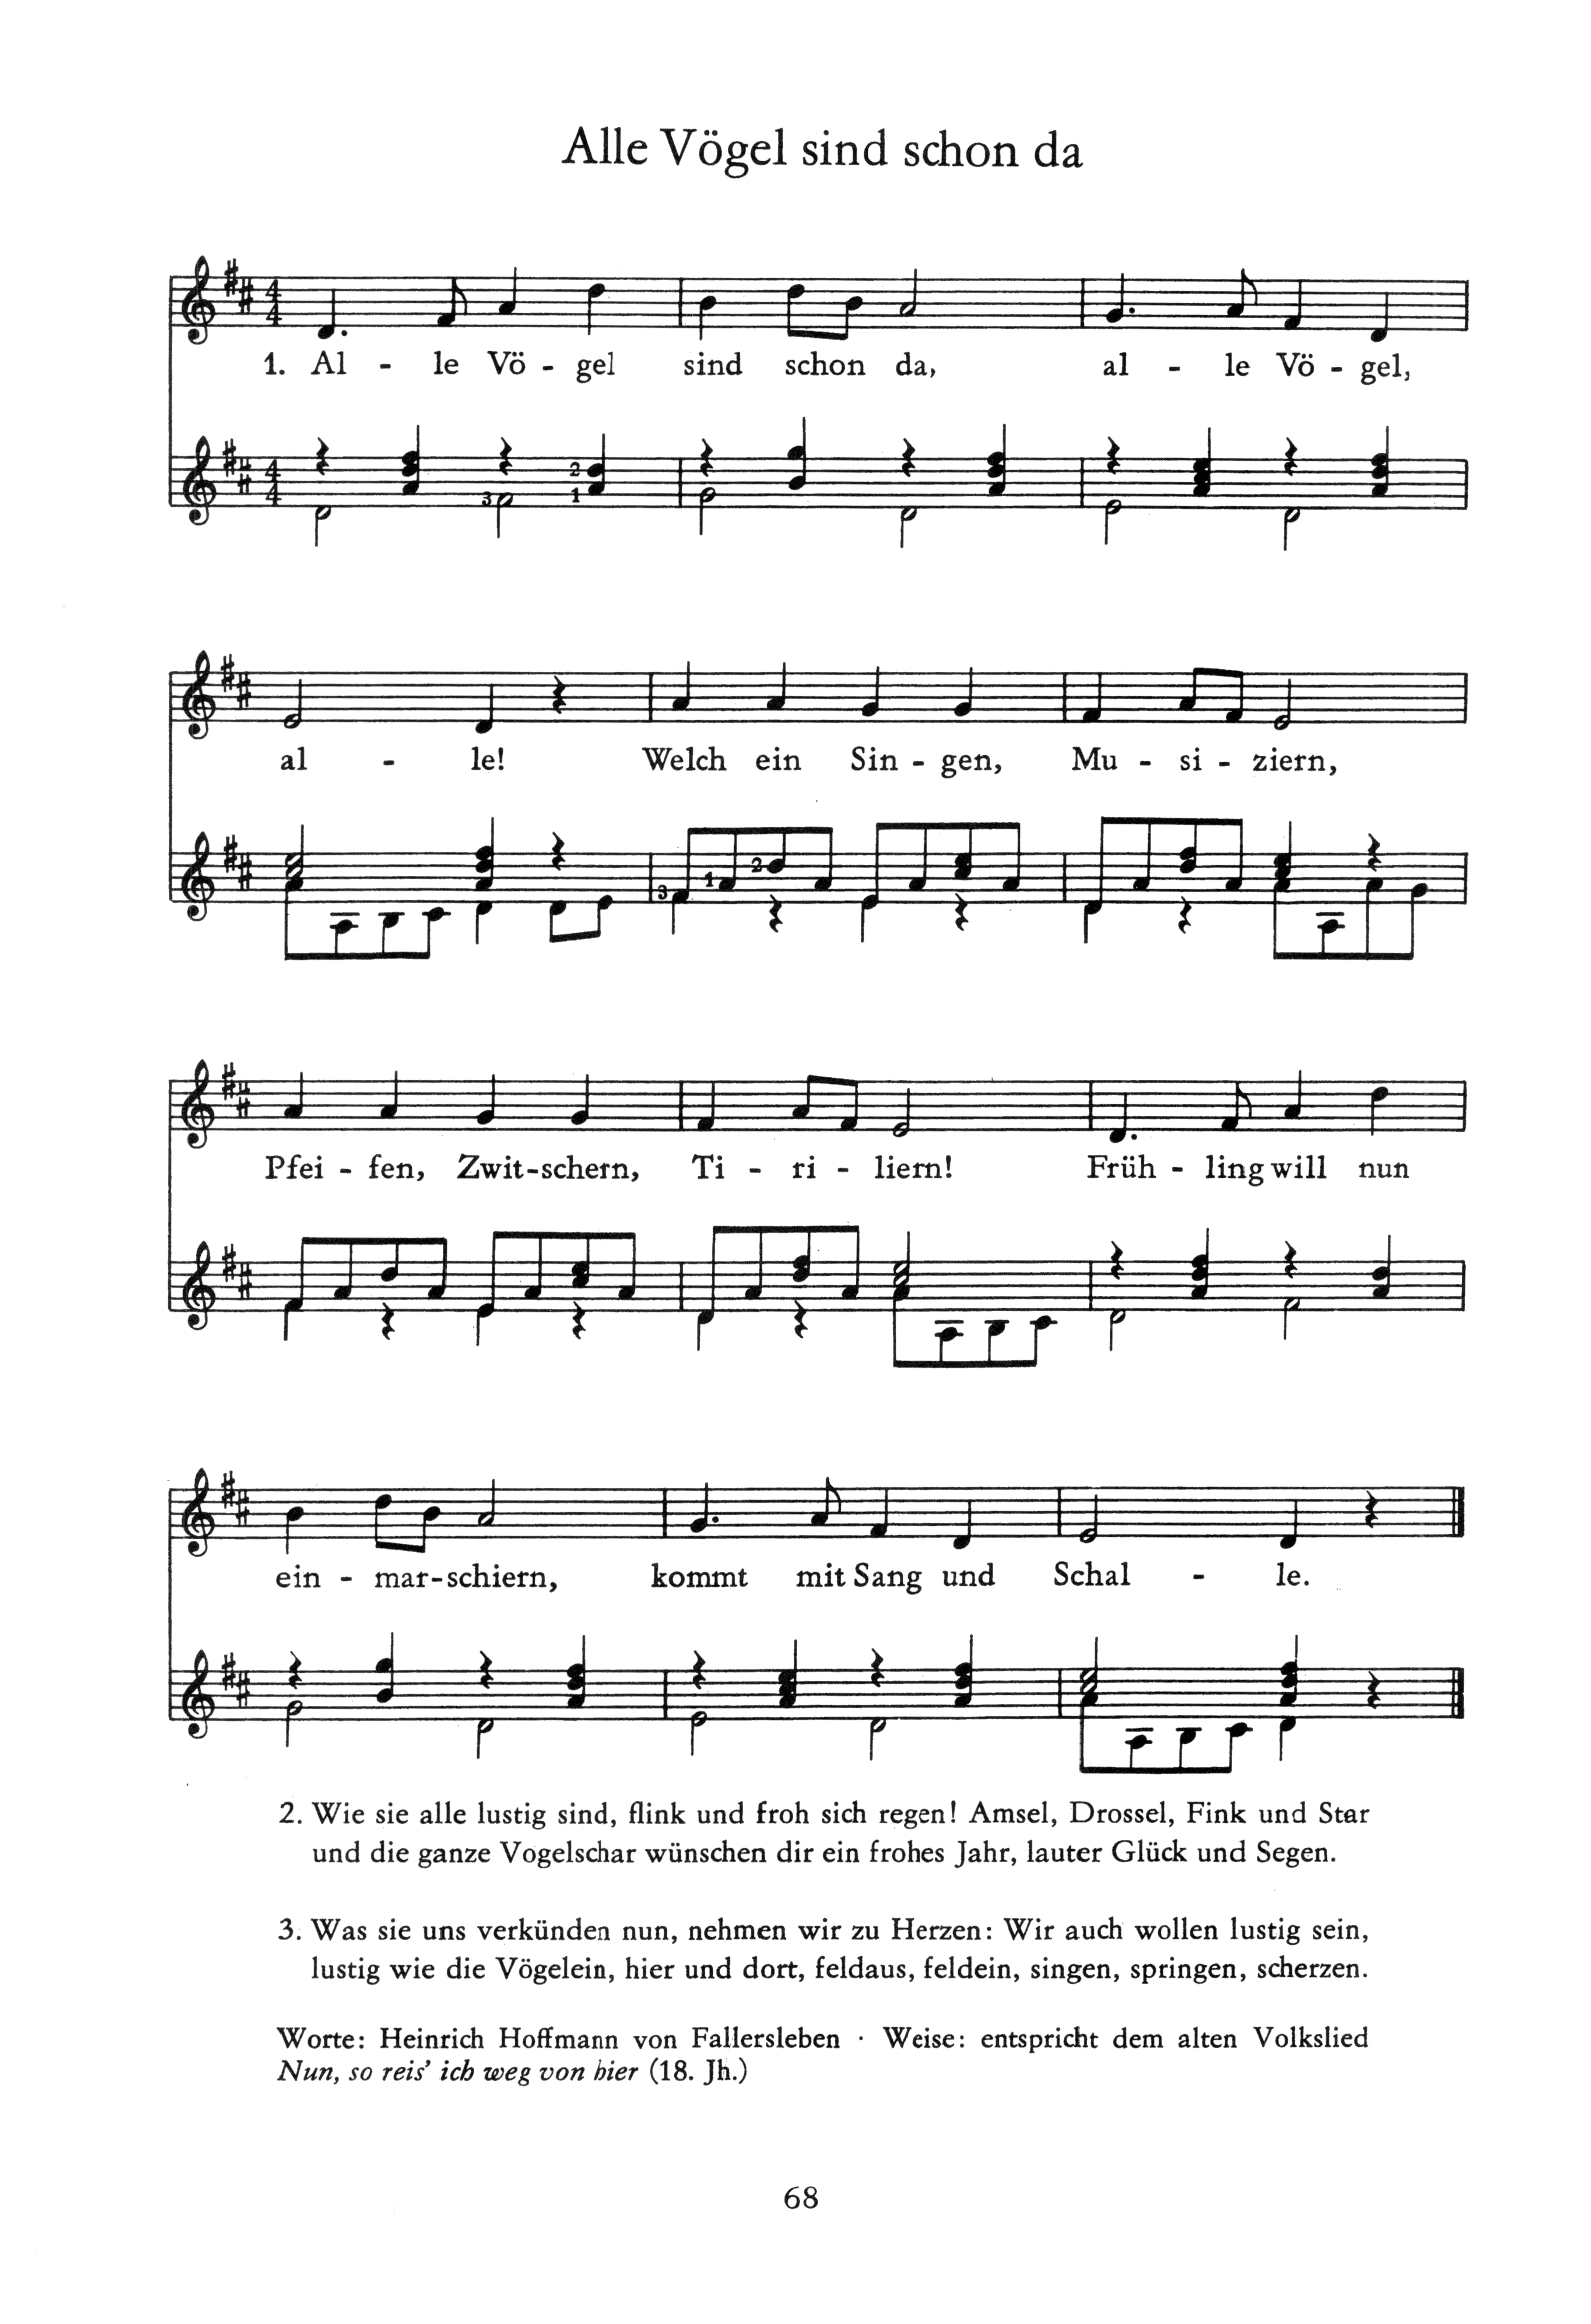 Alle Vögel sind schon da
1. Al - le Vö - gel sind schon da, al - le Vö - gel,
3 2 1
al - le! Welch ein Sin - gen, Mu - si - ziern,
3 1 2
Pfei - fen, Zwit-schern, Ti - ri - liern! Früh - ling will nun
ein - mar-schiern, kommt mit Sang und Schal - le.
2. Wie sie alle lustig sind, flink und froh sich regen! Amsel, Drossel, Fink und Star
und die ganze Vogelschar wünschen dir ein frohes Jahr, lauter Glück und Segen.
3. Was sie uns verkünden nun, nehmen wir zu Herzen: Wir auch wollen lustig sein,
lustig wie die Vögelein, hier und dort, feldaus, feldein, singen, springen, scherzen.
Worte: Heinrich Hoffmann von Fallersleben · Weise: entspricht dem alten Volkslied
Nun, so reis' ich weg von hier (18. Jh.)
68